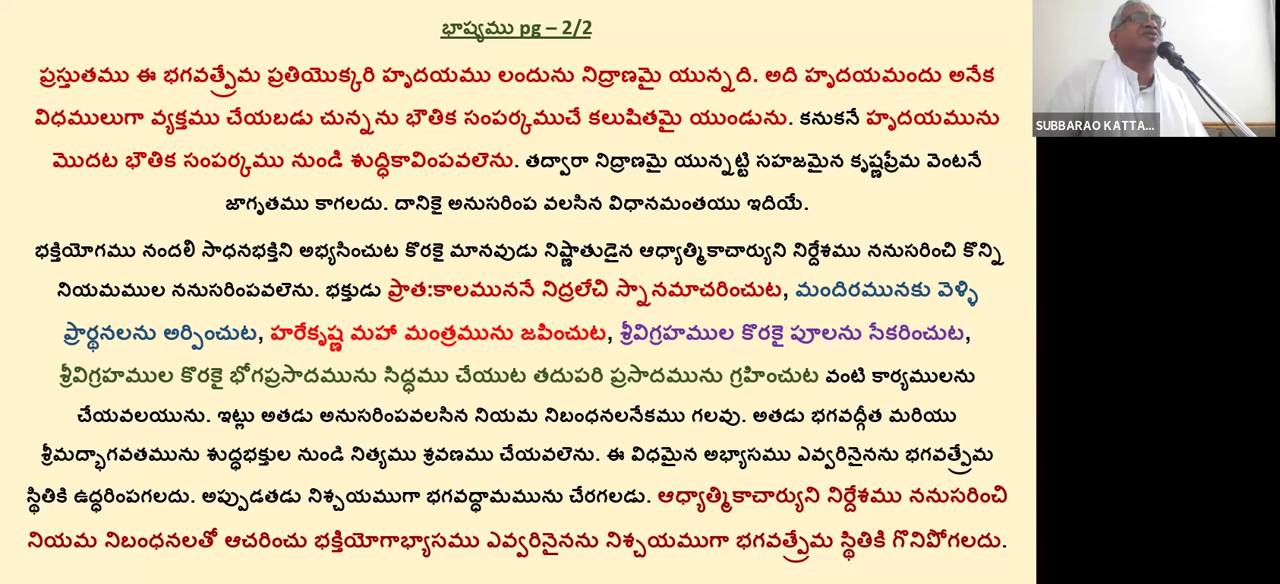 భాష్యము pg – 2/2
ప్రస్తుతము ఈ భగవత్ప్రేమ ప్రతియొక్కరి హృదయము లందును నిద్రాణమై యున్నది. అది హృదయమందు అనేక
విధములుగా వ్యక్తము చేయబడు చున్నను భౌతిక సంపర్కముచే కలుషితమై యుండును. కనుకనే హృదయమును
మొదట భౌతిక సంపర్కము నుండి శుద్ధికావింపవలెను. తద్వారా నిద్రాణమై యున్నట్టి సహజమైన కృష్ణప్రేమ వెంటనే
జాగృతము కాగలదు. దానికై అనుసరింప వలసిన విధానమంతయు ఇదియే.
భక్తియోగము నందలి సాధనభక్తిని అభ్యసించుట కొరకై మానవుడు నిష్ణాతుడైన ఆధ్యాత్మికాచార్యుని నిర్దేశము ననుసరించి కొన్ని
నియమముల ననుసరింపవలెను. భక్తుడు ప్రాత:కాలముననే నిద్రలేచి స్నానమాచరించుట, మందిరమునకు వెళ్ళి
ప్రార్థనలను అర్పించుట, హరేకృష్ణ మహా మంత్రమును జపించుట, శ్రీవిగ్రహముల కొరకై పూలను సేకరించుట,
శ్రీవిగ్రహముల కొరకై భోగప్రసాదమును సిద్ధము చేయుట తదుపరి ప్రసాదమును గ్రహించుట వంటి కార్యములను
చేయవలయును. ఇట్లు అతడు అనుసరింపవలసిన నియమ నిబంధనలనేకము గలవు. అతడు భగవద్గీత మరియు
శ్రీమద్భాగవతమును శుద్ధభక్తుల నుండి నిత్యము శ్రవణము చేయవలెను. ఈ విధమైన అభ్యాసము ఎవ్వరినైనను భగవత్ప్రేమ
స్థితికి ఉద్ధరింపగలదు. అప్పుడతడు నిశ్చయముగా భగవద్ధామమును చేరగలడు. ఆధ్యాత్మికాచార్యుని నిర్దేశము ననుసరించి
నియమ నిబంధనలతో ఆచరించు భక్తియోగాభ్యాసము ఎవ్వరినైనను నిశ్చయముగా భగవత్ప్రేమ స్థితికి గొనిపోగలదు.
SUBBARAO KATTA...